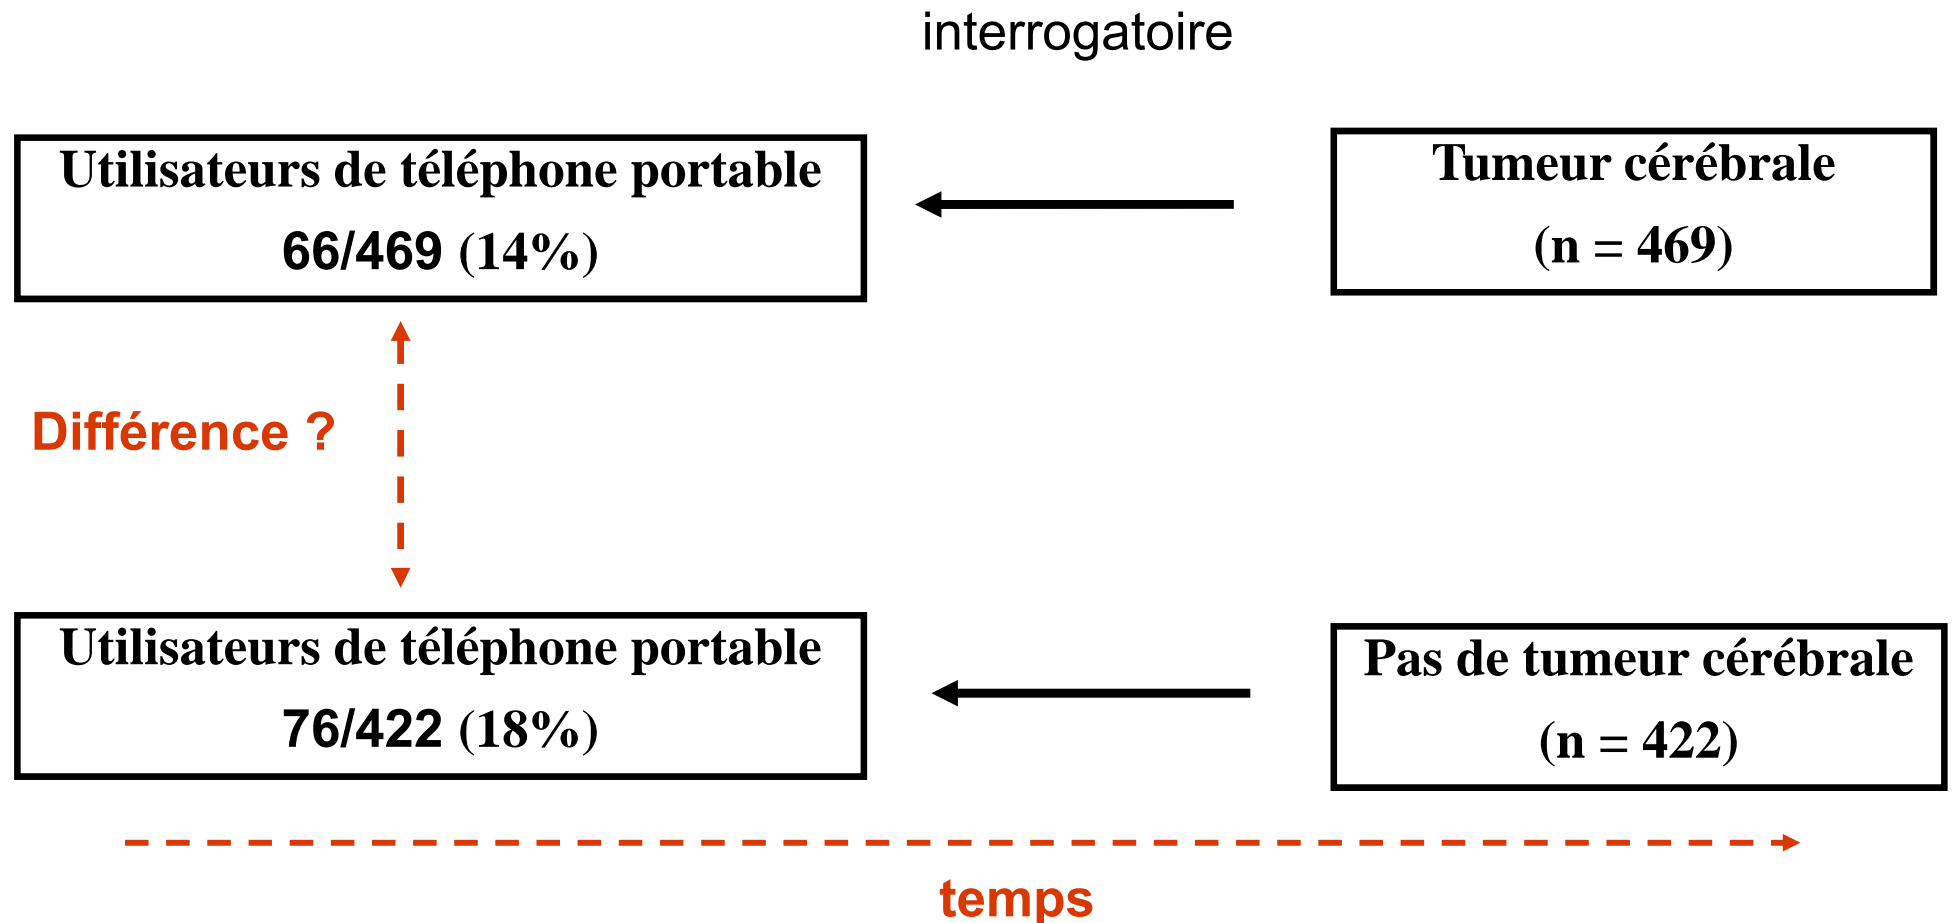 interrogatoire
Utilisateurs de téléphone portable
66/469 (14%)
Tumeur cérébrale
(n = 469)
Différence ?
Utilisateurs de téléphone portable
76/422 (18%)
Pas de tumeur cérébrale
(n = 422)
temps